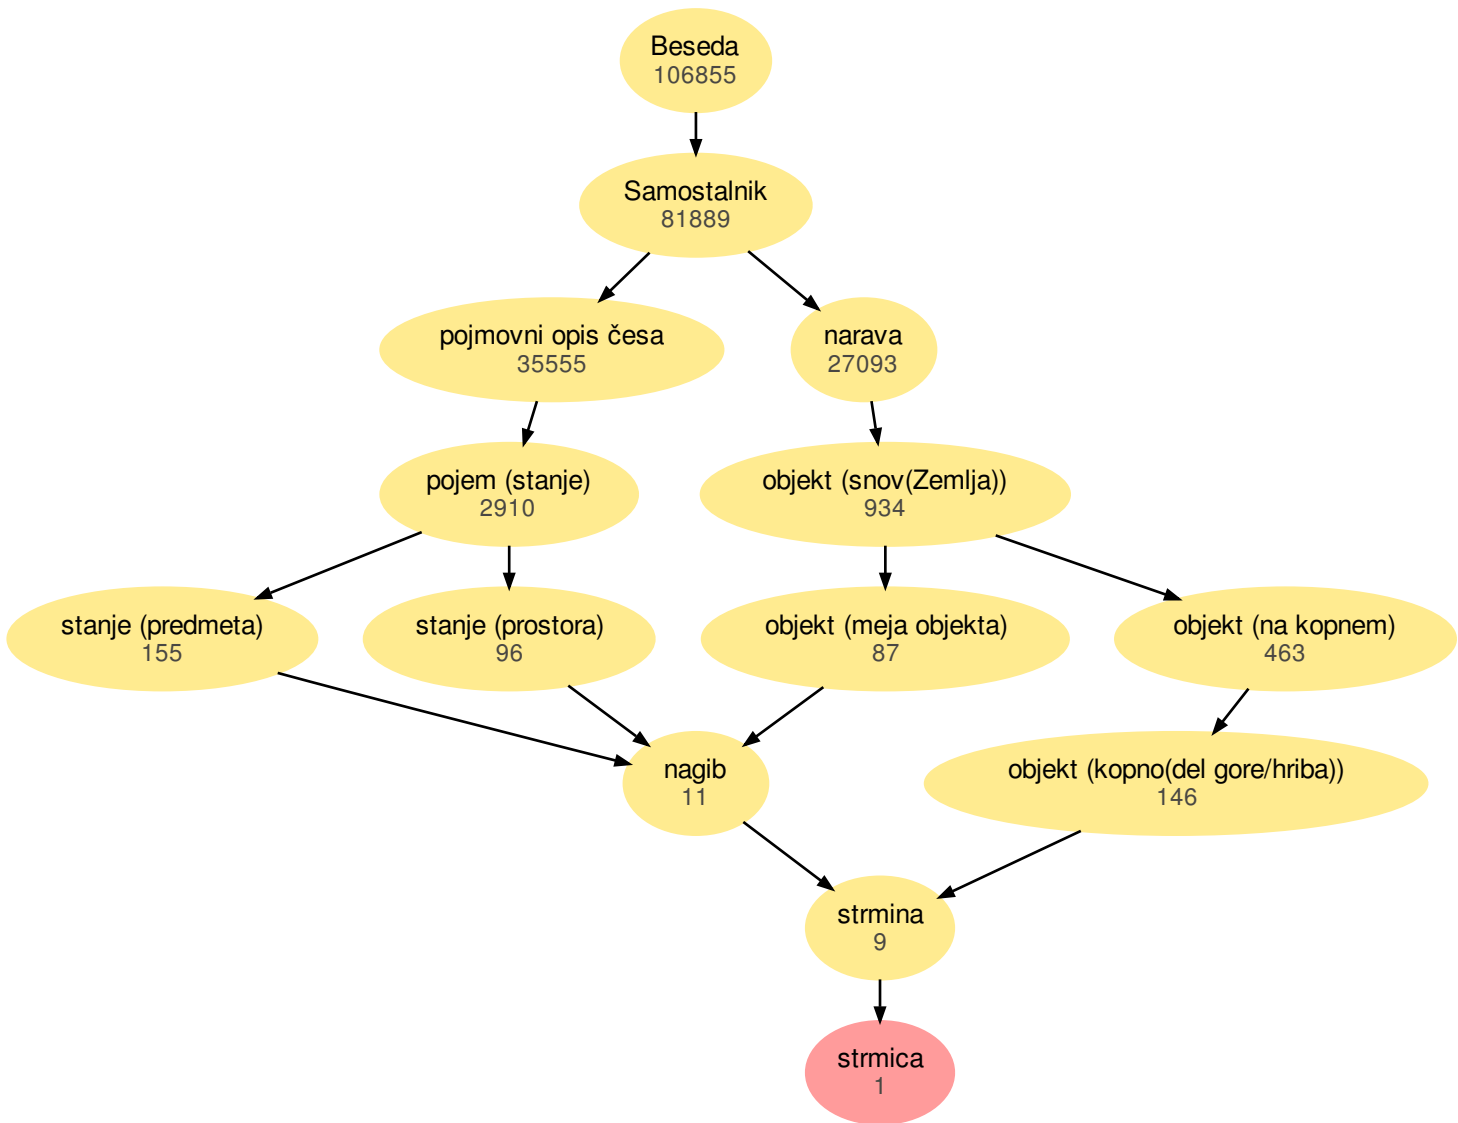 Beseda
106855
Samostalnik
81889
pojmovni opis česa
35555
narava
27093
pojem (stanje)
2910
objekt (snov(Zemlja))
934
stanje (predmeta)
155
stanje (prostora)
96
objekt (meja objekta)
87
objekt (na kopnem)
463
nagib
11
objekt (kopno(del gore/hriba))
146
strmina
9
strmica
1